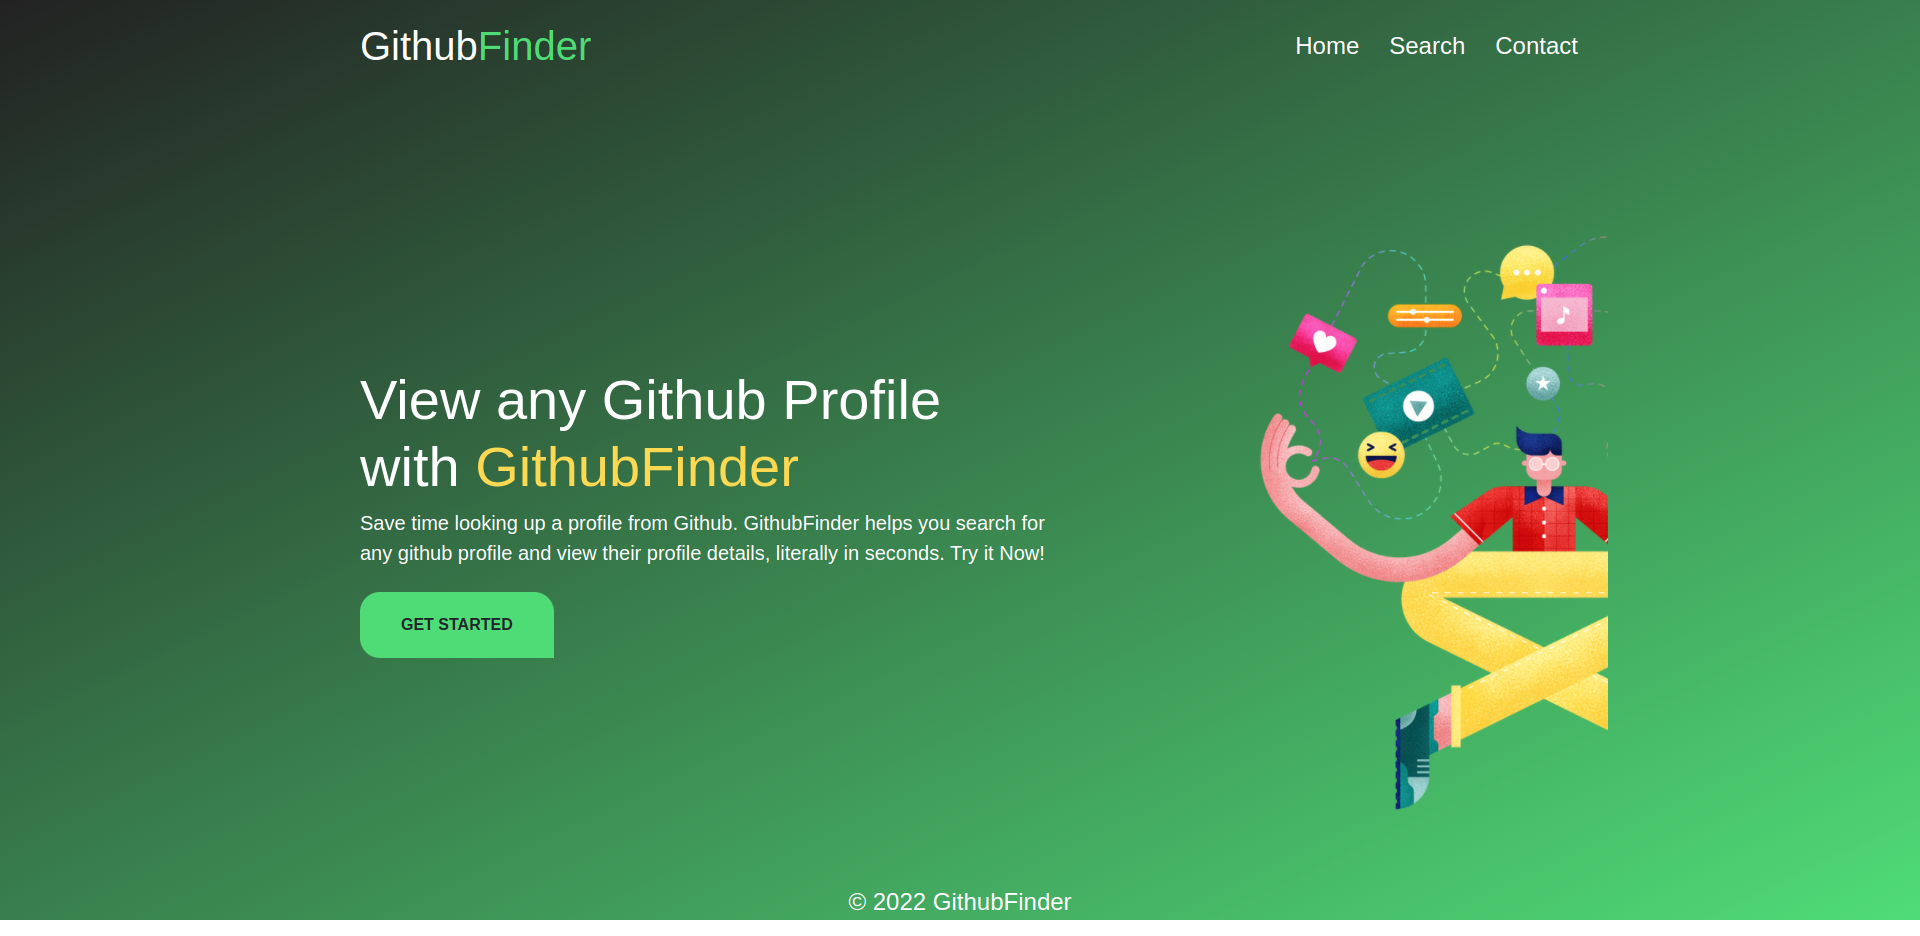 GithubFinder
Home Search Contact
View any Github Profile
with GithubFinder
Save time looking up a profile from Github. GithubFinder helps you search for
any github profile and view their profile details, literally in seconds. Try it Now!
GET STARTED
© 2022 GithubFinder